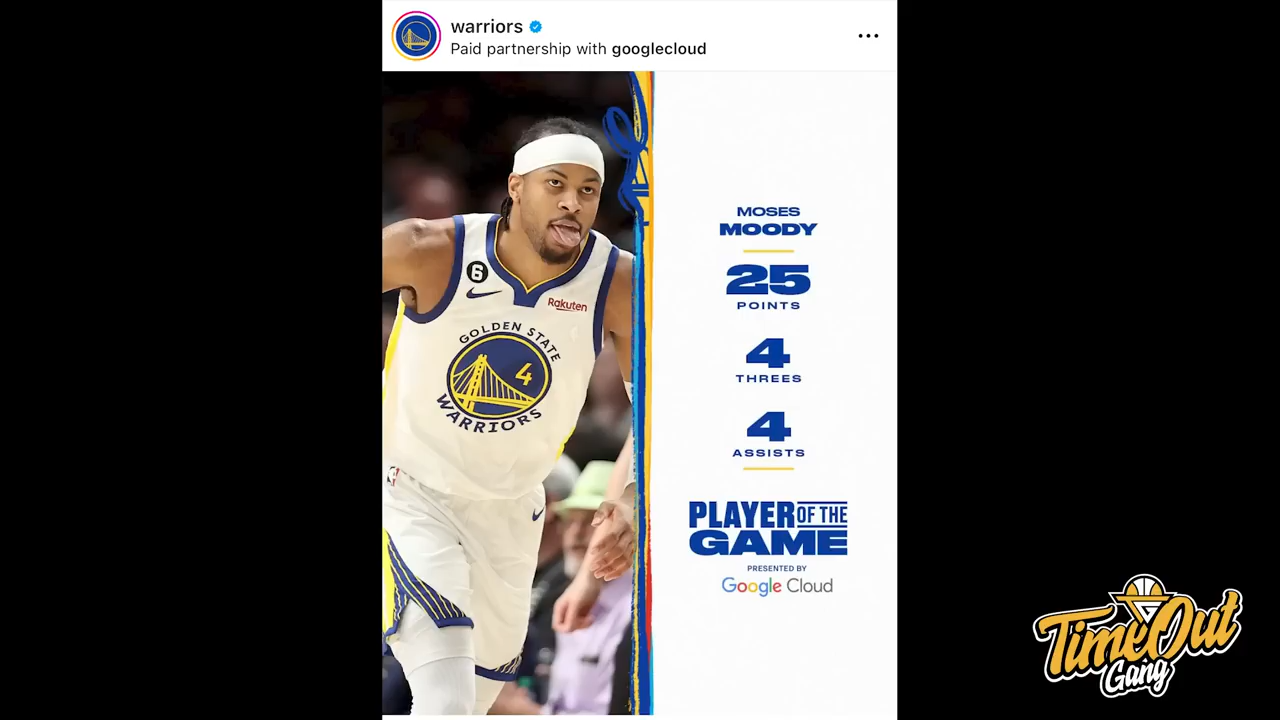 warriors
Paid partnership with googlecloud
6
Rakuten
GOLDEN STATE
4
WARRIORS
MOSES
MOODY
25
POINTS
4
THREES
4
ASSISTS
PLAYER OF THE
GAME
PRESENTED BY
Google Cloud
TimeOut
Gang